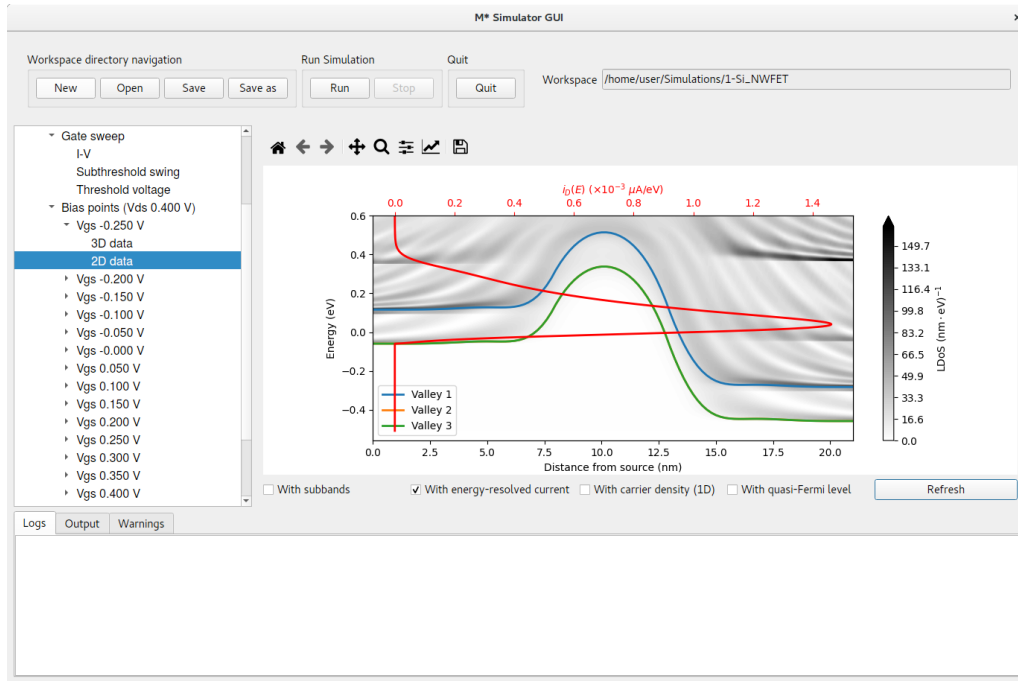 M* Simulator GUI
×
Workspace directory navigation
Run Simulation
Quit
New
Open
Save
Save as
Run
Stop
Quit
Workspace
/home/user/Simulations/1-Si_NWFET
Gate sweep
I-V
Subthreshold swing
Threshold voltage
Bias points (Vds 0.400 V)
Vgs -0.250 V
3D data
2D data
Vgs -0.200 V
Vgs -0.150 V
Vgs -0.100 V
Vgs -0.050 V
Vgs -0.000 V
Vgs 0.050 V
Vgs 0.100 V
Vgs 0.150 V
Vgs 0.200 V
Vgs 0.250 V
Vgs 0.300 V
Vgs 0.350 V
Vgs 0.400 V
i_D(E) (×10⁻³ μA/eV)
0.0 0.2 0.4 0.6 0.8 1.0 1.2 1.4
0.6
0.4
0.2
0.0
−0.2
−0.4
Energy (eV)
Valley 1
Valley 2
Valley 3
0.0 2.5 5.0 7.5 10.0 12.5 15.0 17.5 20.0
Distance from source (nm)
149.7
133.1
116.4
99.8
83.2
66.5
49.9
33.3
16.6
0.0
LDoS (nm · eV)⁻¹
With subbands
With energy-resolved current
With carrier density (1D)
With quasi-Fermi level
Refresh
Logs
Output
Warnings